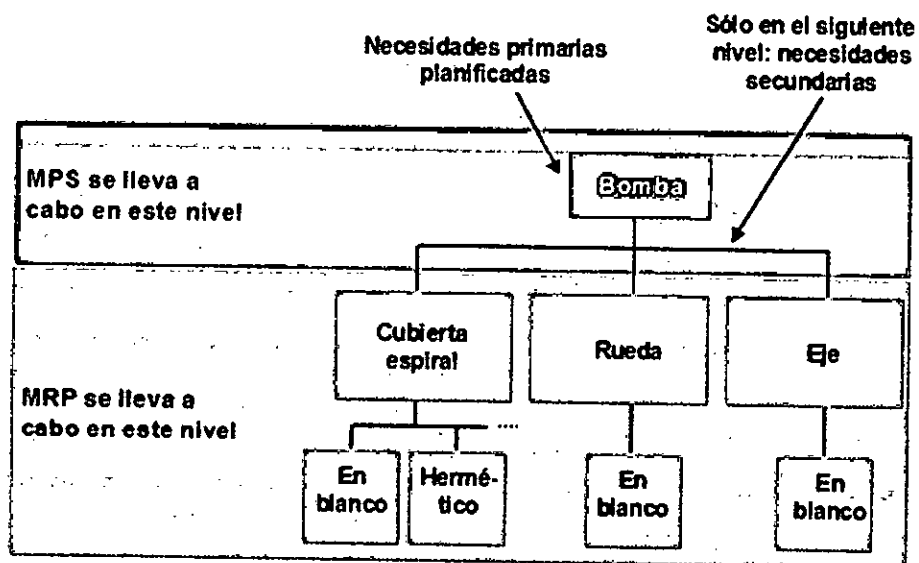 Necesidades primarias
planificadas
Sólo en el siguiente
nivel: necesidades
secundarias
MPS se lleva a
cabo en este nivel
Bomba
Cubierta
espiral
Rueda
Eje
MRP se lleva a
cabo en este nivel
....
En
blanco
Hermé-
tico
En
blanco
En
blanco